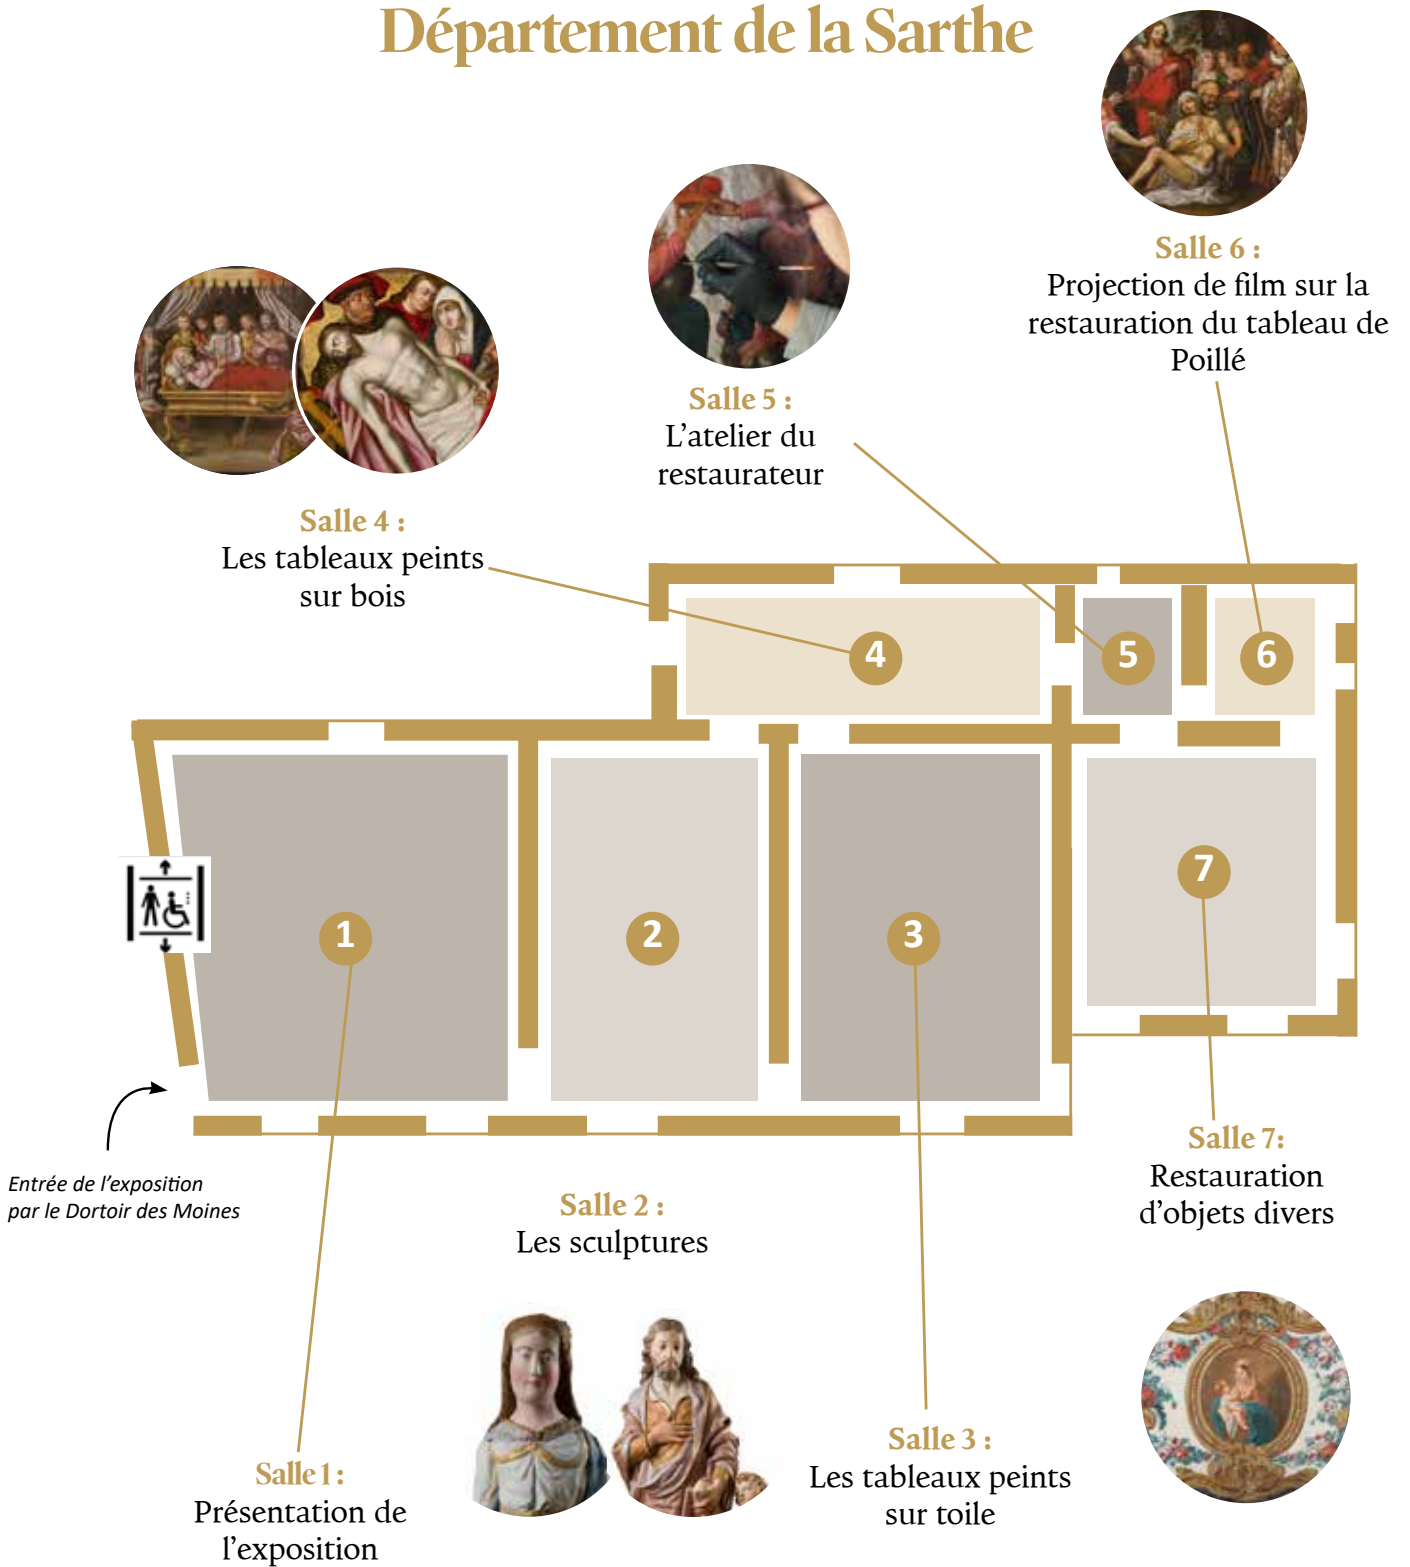 Département de la Sarthe
Salle 6 :
Projection de film sur la
restauration du tableau de
Poillé
Salle 5 :
L’atelier du
restaurateur
Salle 4 :
Les tableaux peints
sur bois
4
5
6
7
1
2
3
Entrée de l’exposition
par le Dortoir des Moines
Salle 7:
Restauration
d’objets divers
Salle 2 :
Les sculptures
Salle 3 :
Les tableaux peints
sur toile
Salle 1 :
Présentation de
l’exposition